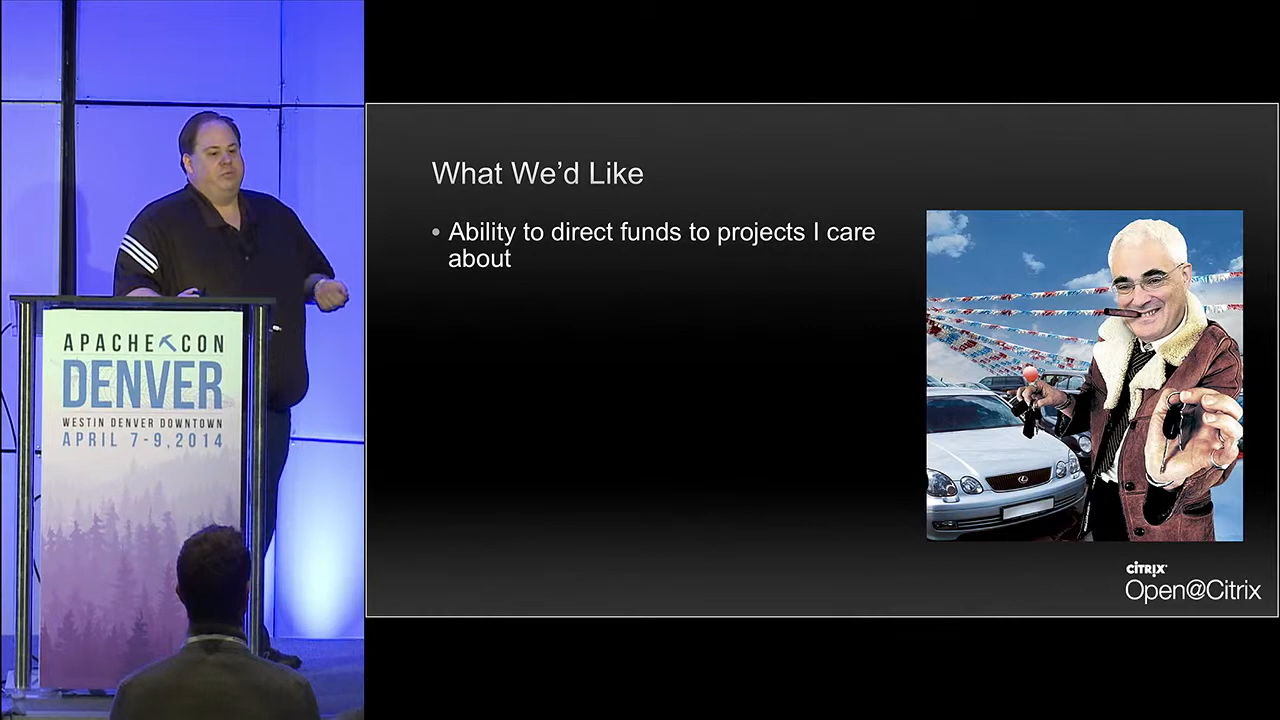 APACHE CON
DENVER
WESTIN DENVER DOWNTOWN
APRIL 7-9, 2014
What We'd Like
• Ability to direct funds to projects I care
about
CITRIX
Open@Citrix